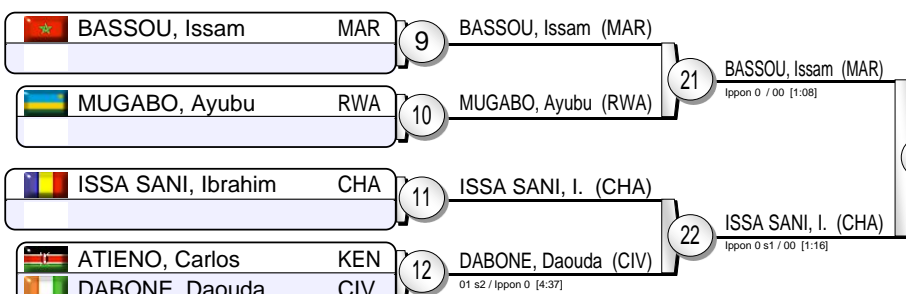 BASSOU, Issam MAR
9
BASSOU, Issam (MAR)
21
BASSOU, Issam (MAR)
Ippon 0 / 00 [1:08]
MUGABO, Ayubu RWA
10
MUGABO, Ayubu (RWA)
ISSA SANI, Ibrahim CHA
11
ISSA SANI, I. (CHA)
22
ISSA SANI, I. (CHA)
Ippon 0 s1 / 00 [1:16]
ATIENO, Carlos KEN
12
DABONE, Daouda (CIV)
01 s2 / Ippon 0 [4:37]
DABONE, Daouda CIV